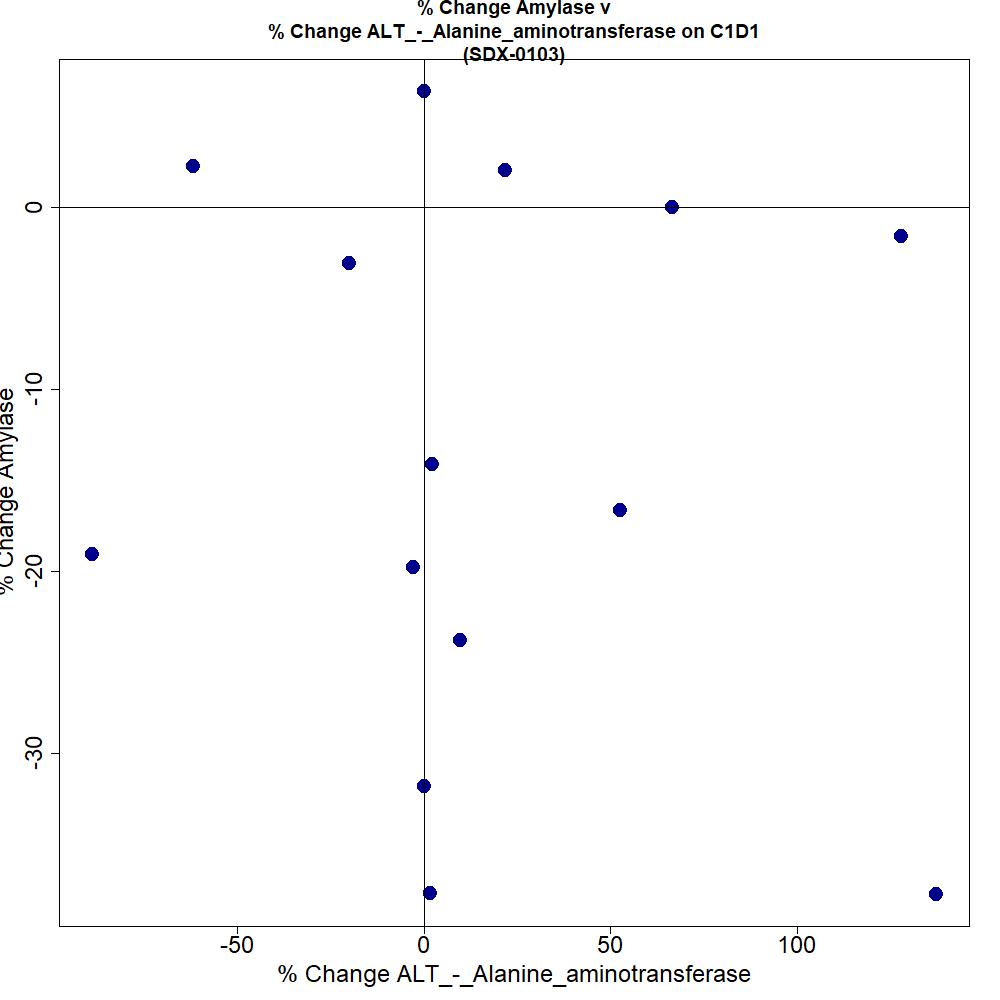 % Change Amylase v
% Change ALT_-_Alanine_aminotransferase on C1D1
(SDX-0103)
% Change Amylase
0
-10
-20
-30
-50
0
50
100
% Change ALT_-_Alanine_aminotransferase